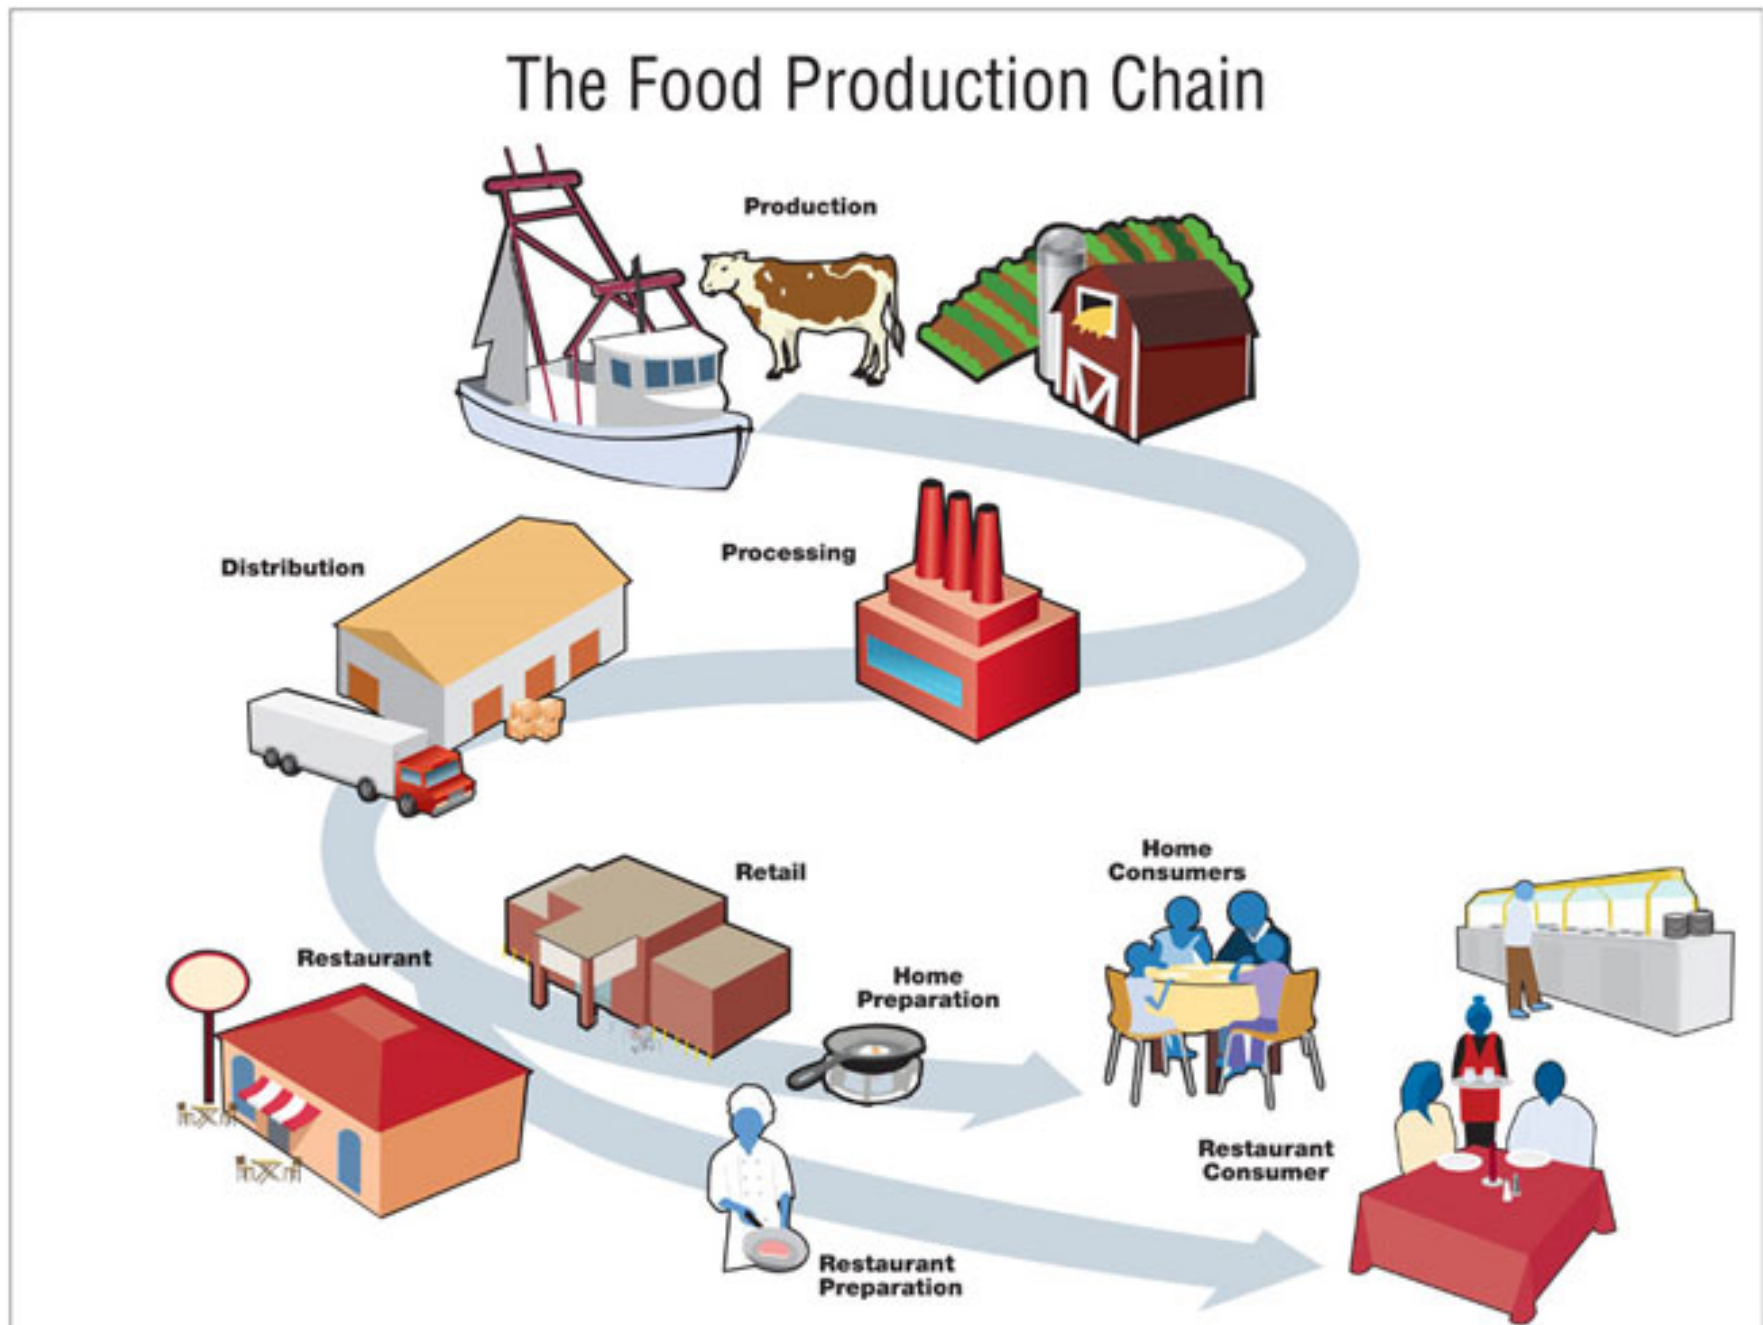 The Food Production Chain
Production
Processing
Distribution
Retail
Home
Consumers
Restaurant
Home
Preparation
Restaurant
Consumer
Restaurant
Preparation